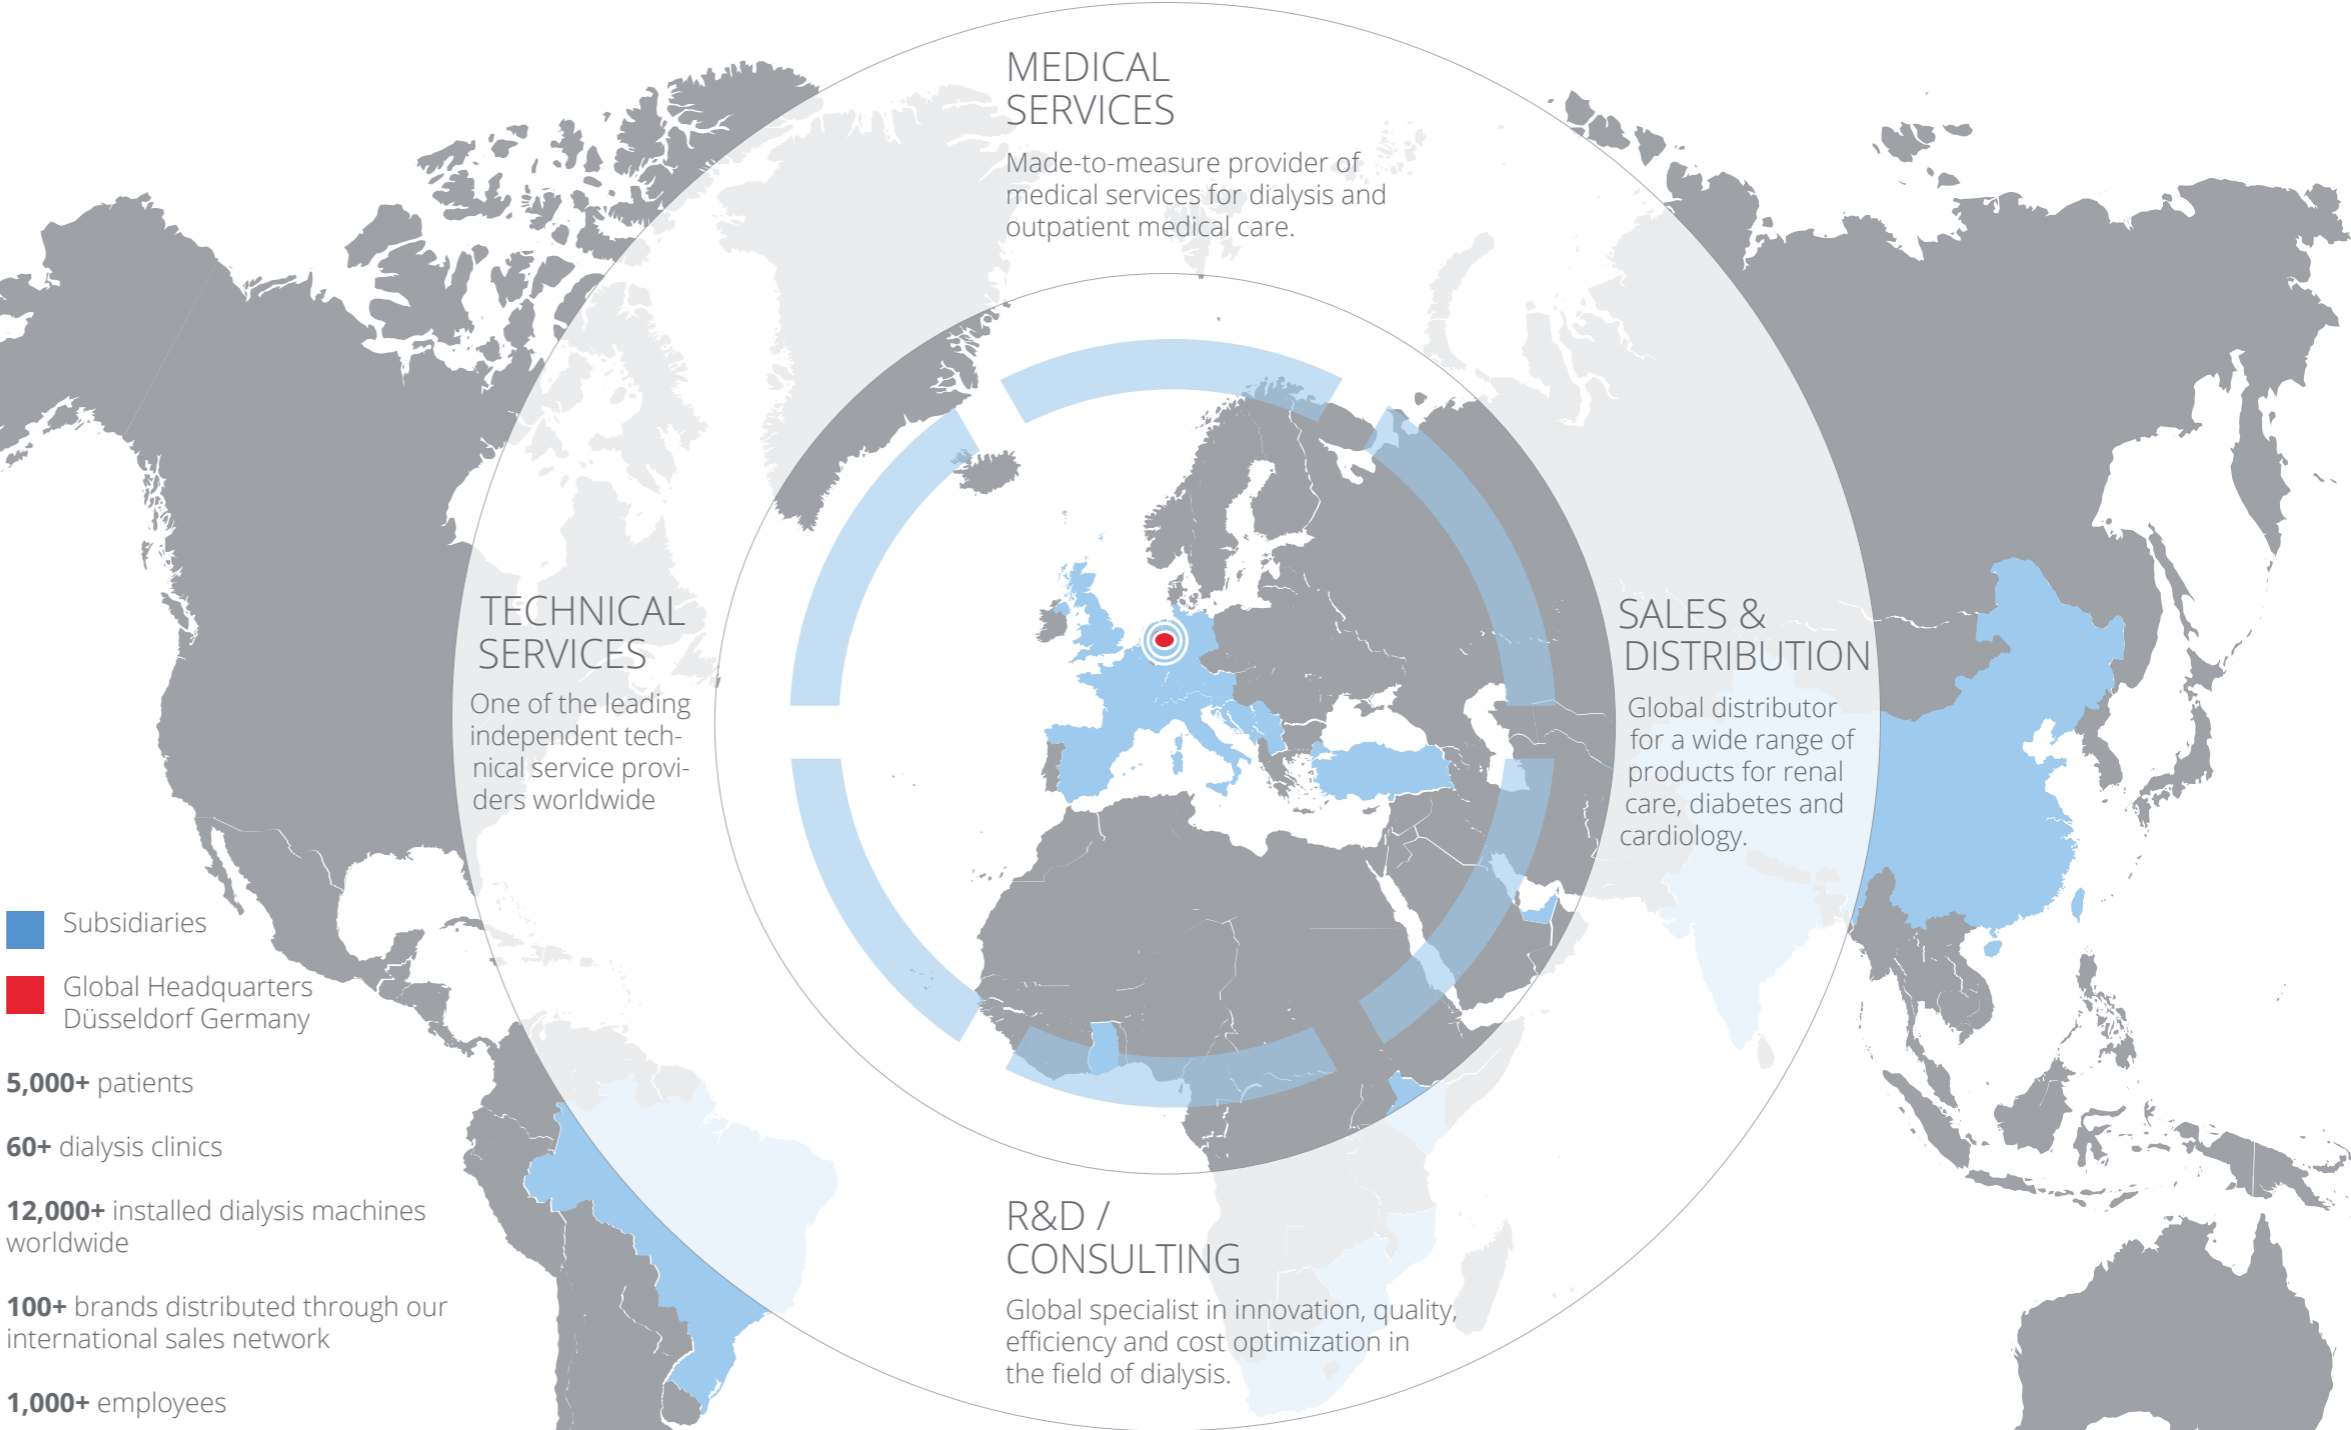 MEDICAL
SERVICES
Made-to-measure provider of
medical services for dialysis and
outpatient medical care.
TECHNICAL
SERVICES
One of the leading
independent tech-
nical service provi-
ders worldwide
SALES &
DISTRIBUTION
Global distributor
for a wide range of
products for renal
care, diabetes and
cardiology.
R&D /
CONSULTING
Global specialist in innovation, quality,
efficiency and cost optimization in
the field of dialysis.
Subsidiaries
Global Headquarters
Düsseldorf Germany
5,000+ patients
60+ dialysis clinics
12,000+ installed dialysis machines
worldwide
100+ brands distributed through our
international sales network
1,000+ employees